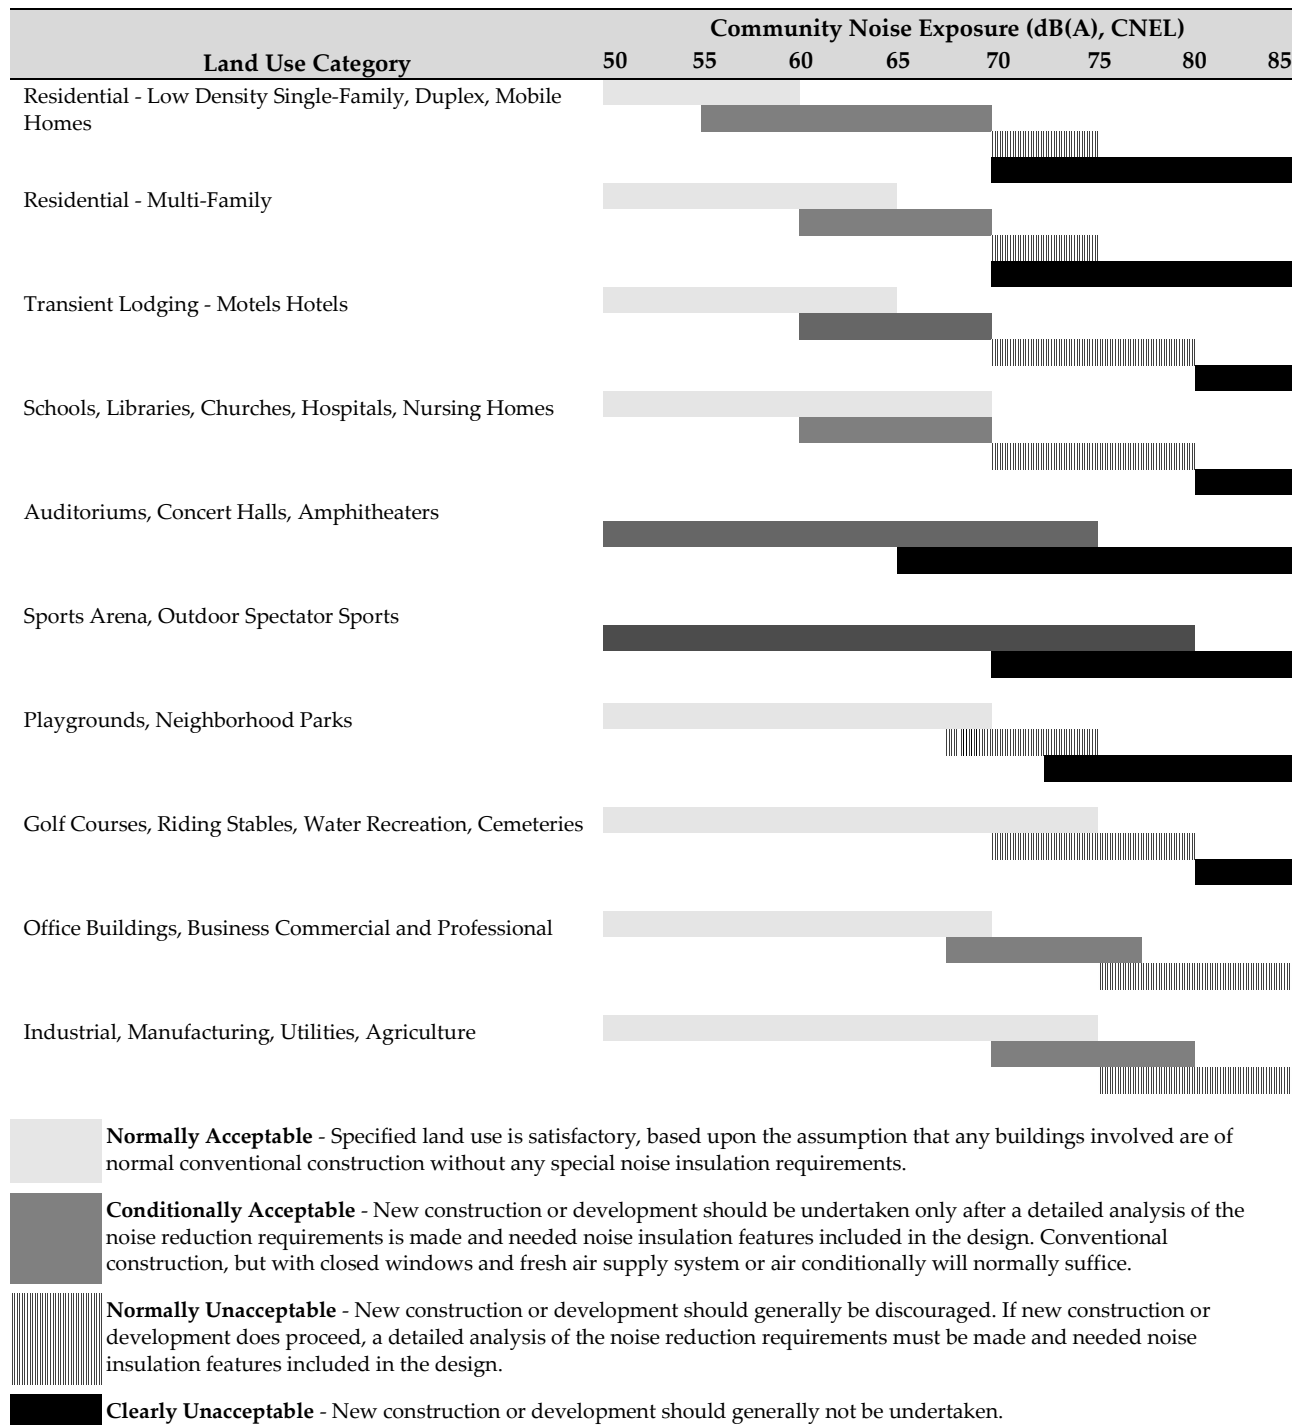 Community Noise Exposure (dB(A), CNEL)
Land Use Category
50 55 60 65 70 75 80 85
Residential - Low Density Single-Family, Duplex, Mobile
Homes
Residential - Multi-Family
Transient Lodging - Motels Hotels
Schools, Libraries, Churches, Hospitals, Nursing Homes
Auditoriums, Concert Halls, Amphitheaters
Sports Arena, Outdoor Spectator Sports
Playgrounds, Neighborhood Parks
Golf Courses, Riding Stables, Water Recreation, Cemeteries
Office Buildings, Business Commercial and Professional
Industrial, Manufacturing, Utilities, Agriculture
Normally Acceptable - Specified land use is satisfactory, based upon the assumption that any buildings involved are of
normal conventional construction without any special noise insulation requirements.
Conditionally Acceptable - New construction or development should be undertaken only after a detailed analysis of the
noise reduction requirements is made and needed noise insulation features included in the design. Conventional
construction, but with closed windows and fresh air supply system or air conditionally will normally suffice.
Normally Unacceptable - New construction or development should generally be discouraged. If new construction or
development does proceed, a detailed analysis of the noise reduction requirements must be made and needed noise
insulation features included in the design.
Clearly Unacceptable - New construction or development should generally not be undertaken.